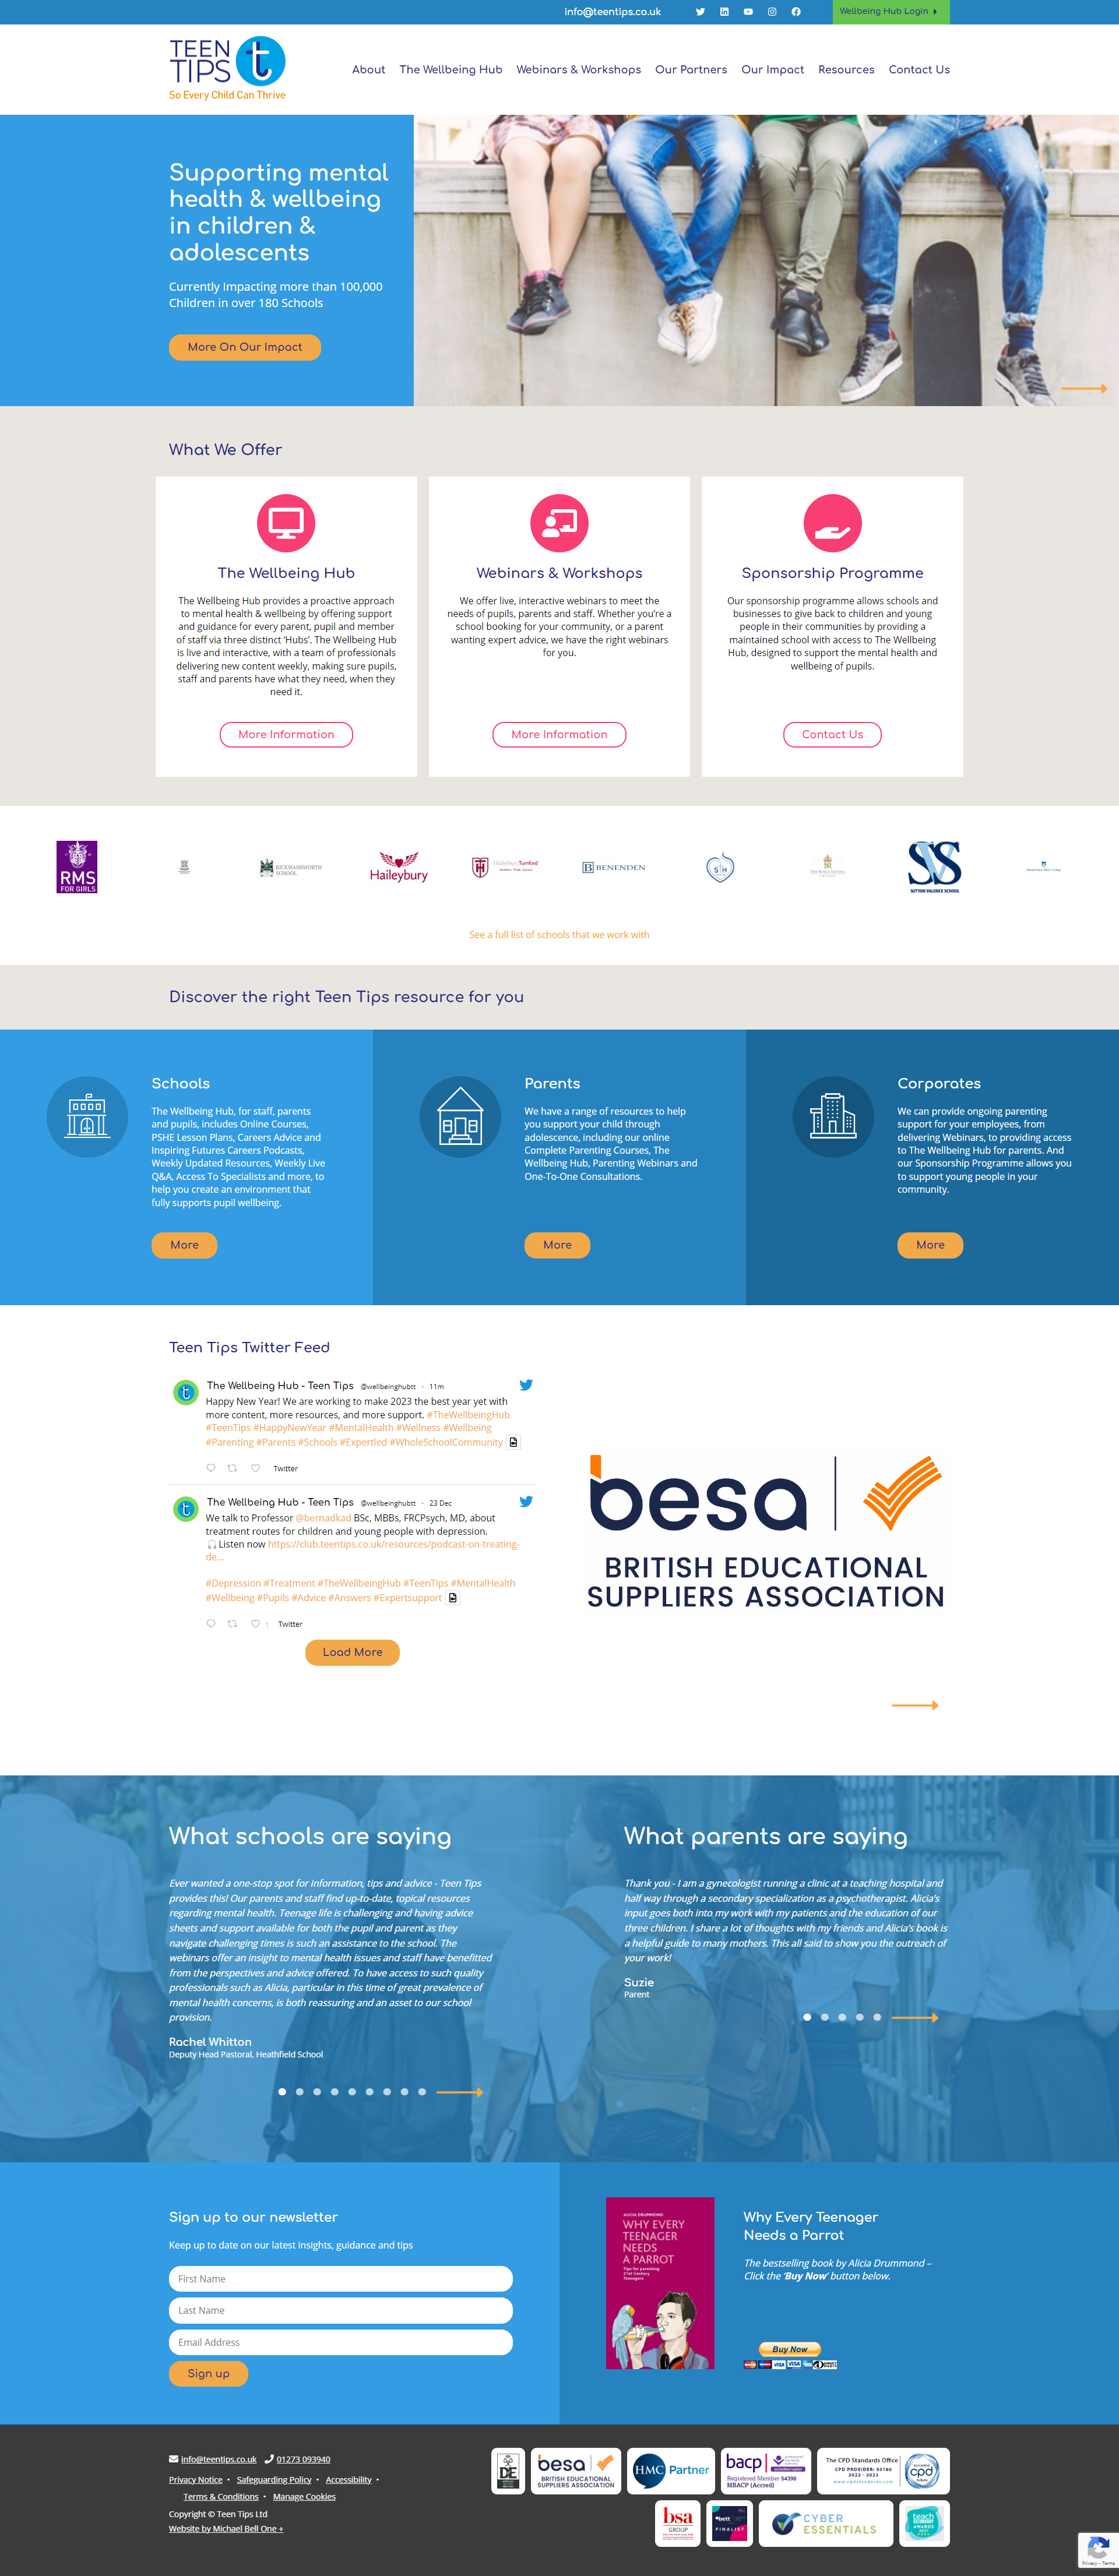 info@teentips.co.uk
Wellbeing Hub Login
TEEN
TIPS
t
So Every Child Can Thrive
About The Wellbeing Hub Webinars & Workshops Our Partners Our Impact Resources Contact Us
Supporting mental
health & wellbeing
in children &
adolescents
Currently Impacting more than 100,000
Children in over 180 Schools
More On Our Impact
What We Offer
The Wellbeing Hub
The Wellbeing Hub provides a proactive approach
to mental health & wellbeing by offering support
and guidance for every parent, pupil and member
of staff via three distinct ‘Hubs’. The Wellbeing Hub
is live and interactive, with a team of professionals
delivering new content weekly, making sure pupils,
staff and parents have what they need, when they
need it.
More Information
Webinars & Workshops
We offer live, interactive webinars to meet the
needs of pupils, parents and staff. Whether you’re a
school booking for your community, or a parent
wanting expert advice, we have the right webinars
for you.
More Information
Sponsorship Programme
Our sponsorship programme allows schools and
businesses to give back to children and young
people in their communities by providing a
maintained school with access to The Wellbeing
Hub, designed to support the mental health and
wellbeing of pupils.
Contact Us
RMS
FOR GIRLS
RICKMANSWORTH
SCHOOL
Haileybury
Haileybury Turnford
BENENDEN
SH
SVS
SUTTON VALENCE SCHOOL
See a full list of schools that we work with
Discover the right Teen Tips resource for you
Schools
The Wellbeing Hub, for staff, parents
and pupils, includes Online Courses,
PSHE Lesson Plans, Careers Advice and
Inspiring Futures Careers Podcasts,
Weekly Updated Resources, Weekly Live
Q&A, Access To Specialists and more, to
help you create an environment that
fully supports pupil wellbeing.
More
Parents
We have a range of resources to help
you support your child through
adolescence, including our online
Complete Parenting Courses, The
Wellbeing Hub, Parenting Webinars and
One-To-One Consultations.
More
Corporates
We can provide ongoing parenting
support for your employees, from
delivering Webinars, to providing access
to The Wellbeing Hub for parents. And
our Sponsorship Programme allows you
to support young people in your
community.
More
Teen Tips Twitter Feed
The Wellbeing Hub - Teen Tips @wellbeinghubtt · 11m
Happy New Year! We are working to make 2023 the best year yet with
more content, more resources, and more support. #TheWellbeingHub
#TeenTips #HappyNewYear #MentalHealth #Wellness #Wellbeing
#Parenting #Parents #Schools #Expertled #WholeSchoolCommunity
Twitter
The Wellbeing Hub - Teen Tips @wellbeinghubtt · 23 Dec
We talk to Professor @bernadkad BSc, MBBs, FRCPsych, MD, about
treatment routes for children and young people with depression.
🎧Listen now https://club.teentips.co.uk/resources/podcast-on-treating-
de...
#Depression #Treatment #TheWellbeingHub #TeenTips #MentalHealth
#Wellbeing #Pupils #Advice #Answers #Expertsupport
1 Twitter
Load More
besa
BRITISH EDUCATIONAL
SUPPLIERS ASSOCIATION
What schools are saying
Ever wanted a one-stop spot for information, tips and advice - Teen Tips
provides this! Our parents and staff find up-to-date, topical resources
regarding mental health. Teenage life is challenging and having advice
sheets and support available for both the pupil and parent as they
navigate challenging times is such an assistance to the school. The
webinars offer an insight to mental health issues and staff have benefitted
from the perspectives and advice offered. To have access to such quality
professionals such as Alicia, particular in this time of great prevalence of
mental health concerns, is both reassuring and an asset to our school
provision.
Rachel Whitton
Deputy Head Pastoral, Heathfield School
What parents are saying
Thank you - I am a gynecologist running a clinic at a teaching hospital and
half way through a secondary specialization as a psychotherapist. Alicia’s
input goes both into my work with my patients and the education of our
three children. I share a lot of thoughts with my friends and Alicia’s book is
a helpful guide to many mothers. This all said to show you the outreach of
your work!
Suzie
Parent
Sign up to our newsletter
Keep up to date on our latest insights, guidance and tips
First Name
Last Name
Email Address
Sign up
ALICIA DRUMMOND
WHY EVERY
TEENAGER
NEEDS
A PARROT
Tips for parenting
21st Century
Teenagers
Why Every Teenager
Needs a Parrot
The bestselling book by Alicia Drummond –
Click the ‘Buy Now’ button below.
Buy Now
VISA
info@teentips.co.uk 01273 093940
Privacy Notice • Safeguarding Policy • Accessibility •
Terms & Conditions • Manage Cookies
Copyright © Teen Tips Ltd
Website by Michael Bell One +
DE
besa
BRITISH EDUCATIONAL
SUPPLIERS ASSOCIATION
HMC Partner
bacp
Registered Member 54390
MBACP (Accred)
The CPD Standards Office
CPD PROVIDER: 50160
2022 - 2023
www.cpdstandards.com
cpd
bsa
GROUP
bett
FINALIST
CYBER
ESSENTIALS
teach
SECONDARY
AWARDS
Privacy - Terms